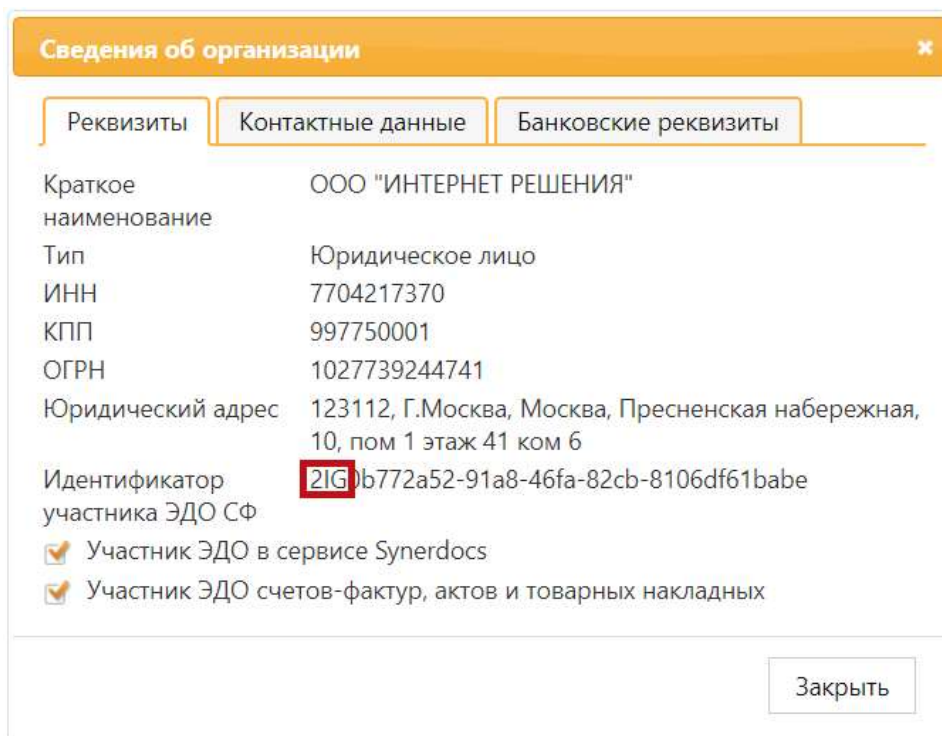 Сведения об организации
Реквизиты
Контактные данные
Банковские реквизиты
Краткое наименование
ООО "ИНТЕРНЕТ РЕШЕНИЯ"
Тип
Юридическое лицо
ИНН
7704217370
КПП
997750001
ОГРН
1027739244741
Юридический адрес
123112, Г.Москва, Москва, Пресненская набережная,
10, пом 1 этаж 41 ком 6
Идентификатор
участника ЭДО СФ
2IG0b772a52-91a8-46fa-82cb-8106df61babe
Участник ЭДО в сервисе Synerdocs
Участник ЭДО счетов-фактур, актов и товарных накладных
Закрыть